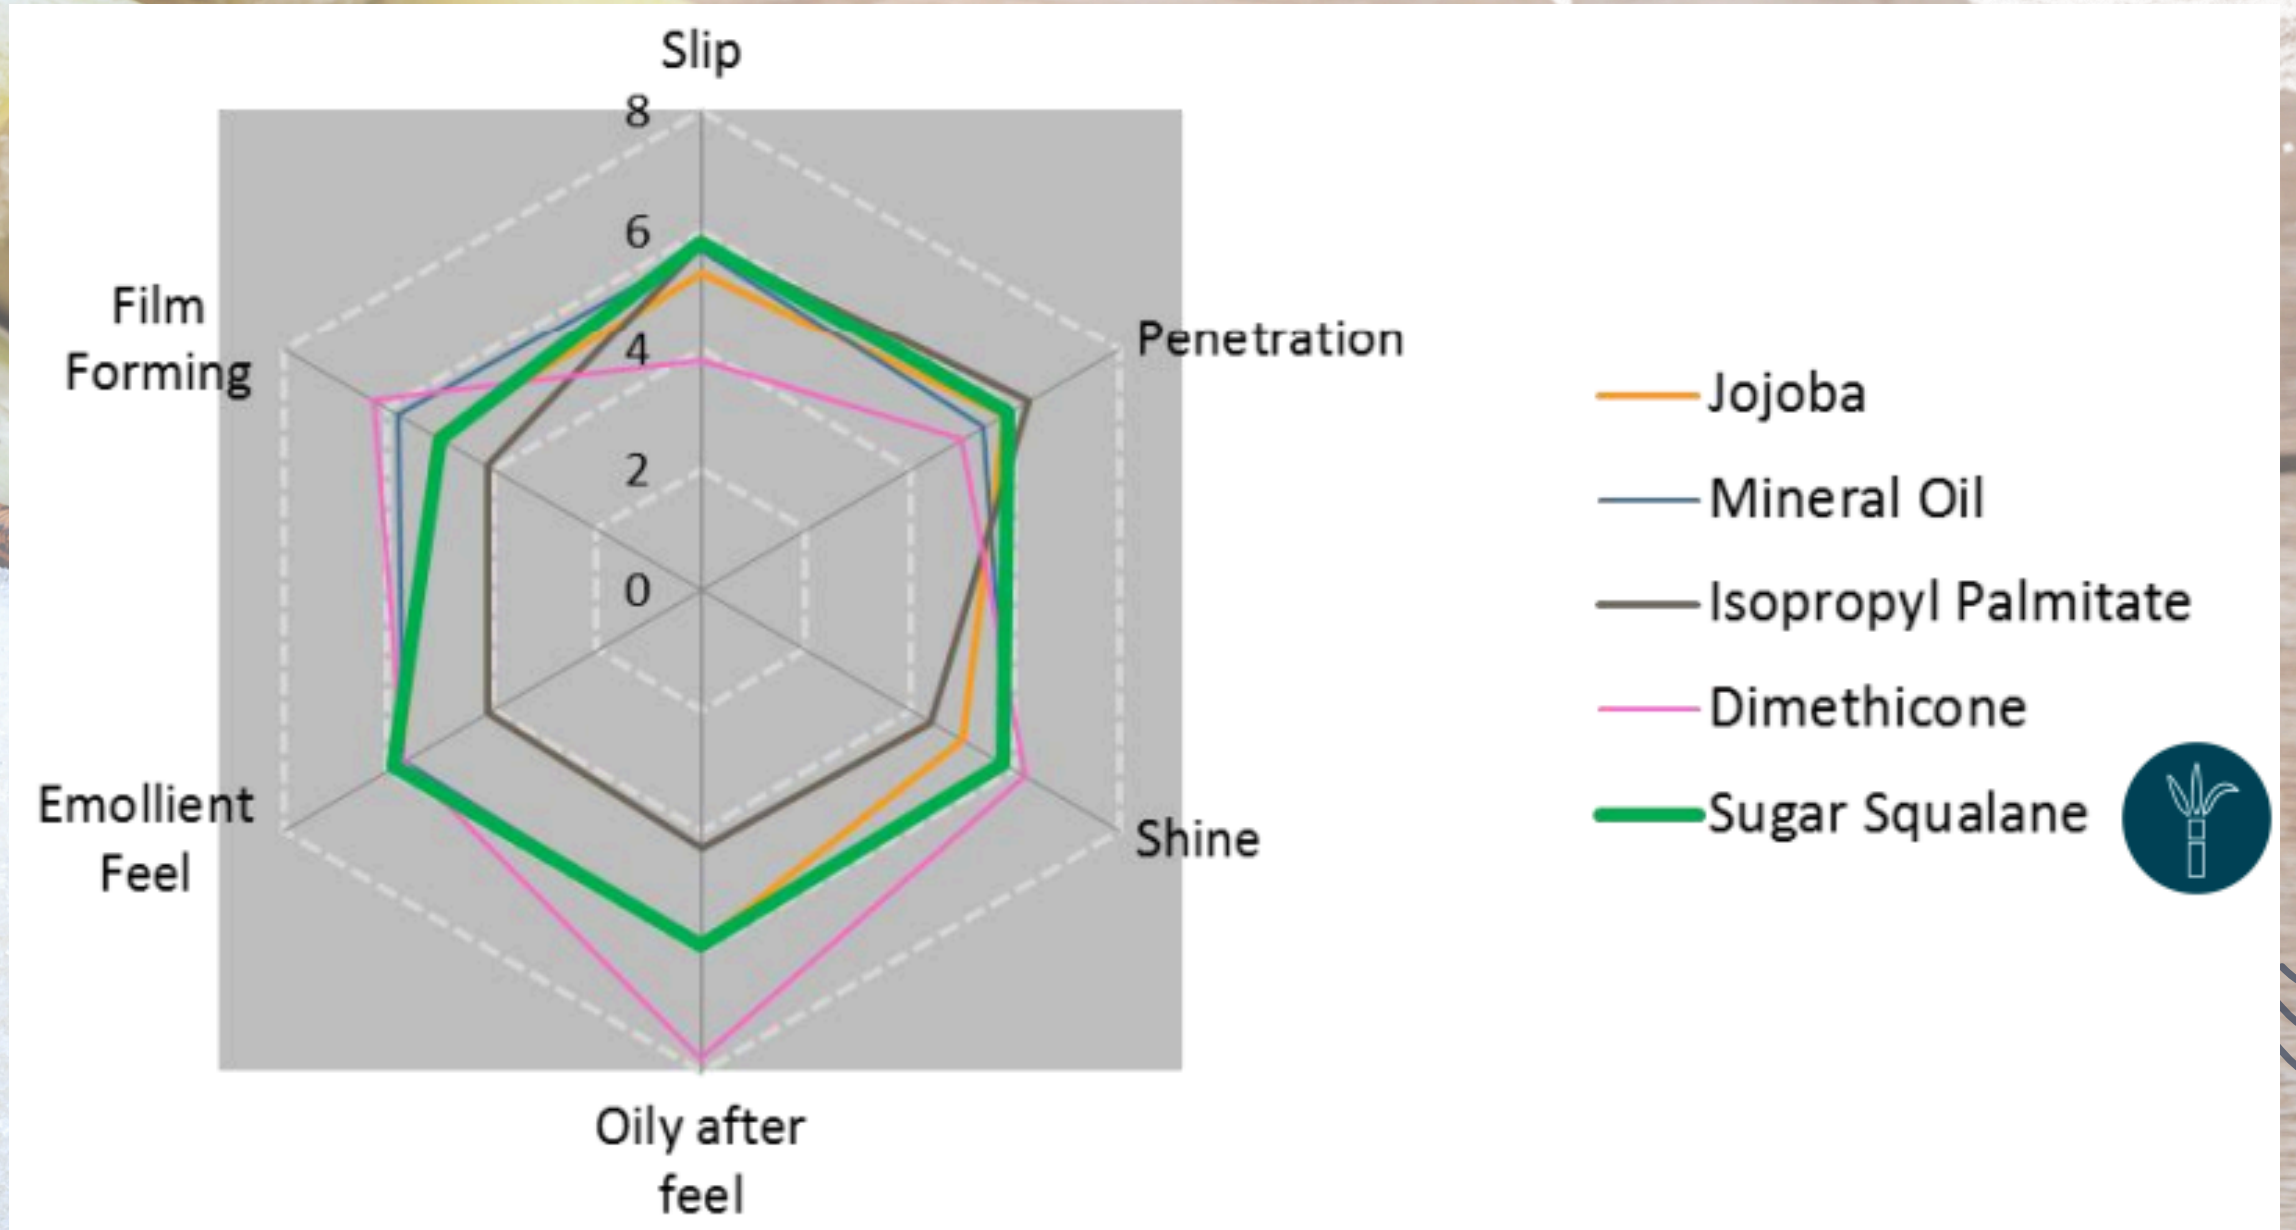 Slip
8
6
4
2
0
Film
Forming
Penetration
Emollient
Feel
Shine
Oily after
feel
Jojoba
Mineral Oil
Isopropyl Palmitate
Dimethicone
Sugar Squalane